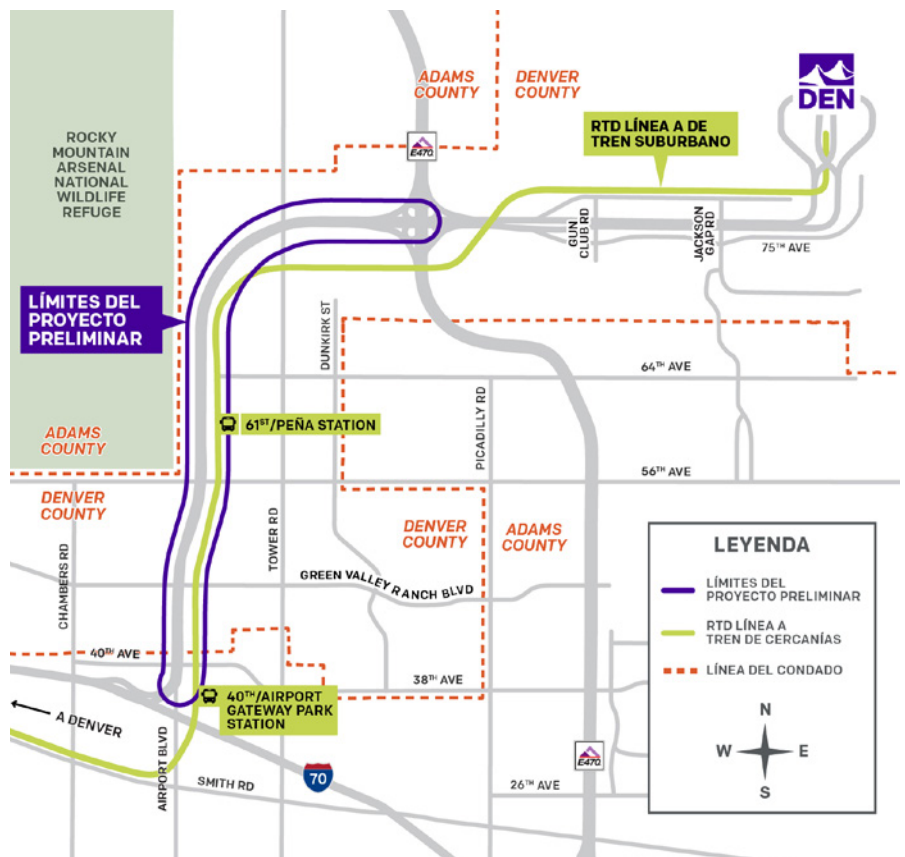 ADAMS
COUNTY
DENVER
COUNTY
DEN
ROCKY
MOUNTAIN
ARSENAL
NATIONAL
WILDLIFE
REFUGE
E470
RTD LÍNEA A DE
TREN SUBURBANO
GUN
CLUB RD
JACKSON
GAP RD
75TH AVE
LÍMITES DEL
PROYECTO
PRELIMINAR
DUNKIRK ST
64TH AVE
PICADILLY RD
61ST/PEÑA STATION
ADAMS
COUNTY
56TH AVE
DENVER
COUNTY
CHAMBERS RD
TOWER RD
DENVER
COUNTY
ADAMS
COUNTY
GREEN VALLEY RANCH BLVD
40TH AVE
38TH AVE
40TH/AIRPORT
GATEWAY PARK
STATION
A DENVER
AIRPORT BLVD
SMITH RD
70
E470
26TH AVE
LEYENDA
LÍMITES DEL
PROYECTO PRELIMINAR
RTD LÍNEA A
TREN DE CERCANÍAS
LÍNEA DEL CONDADO
N
W
E
S